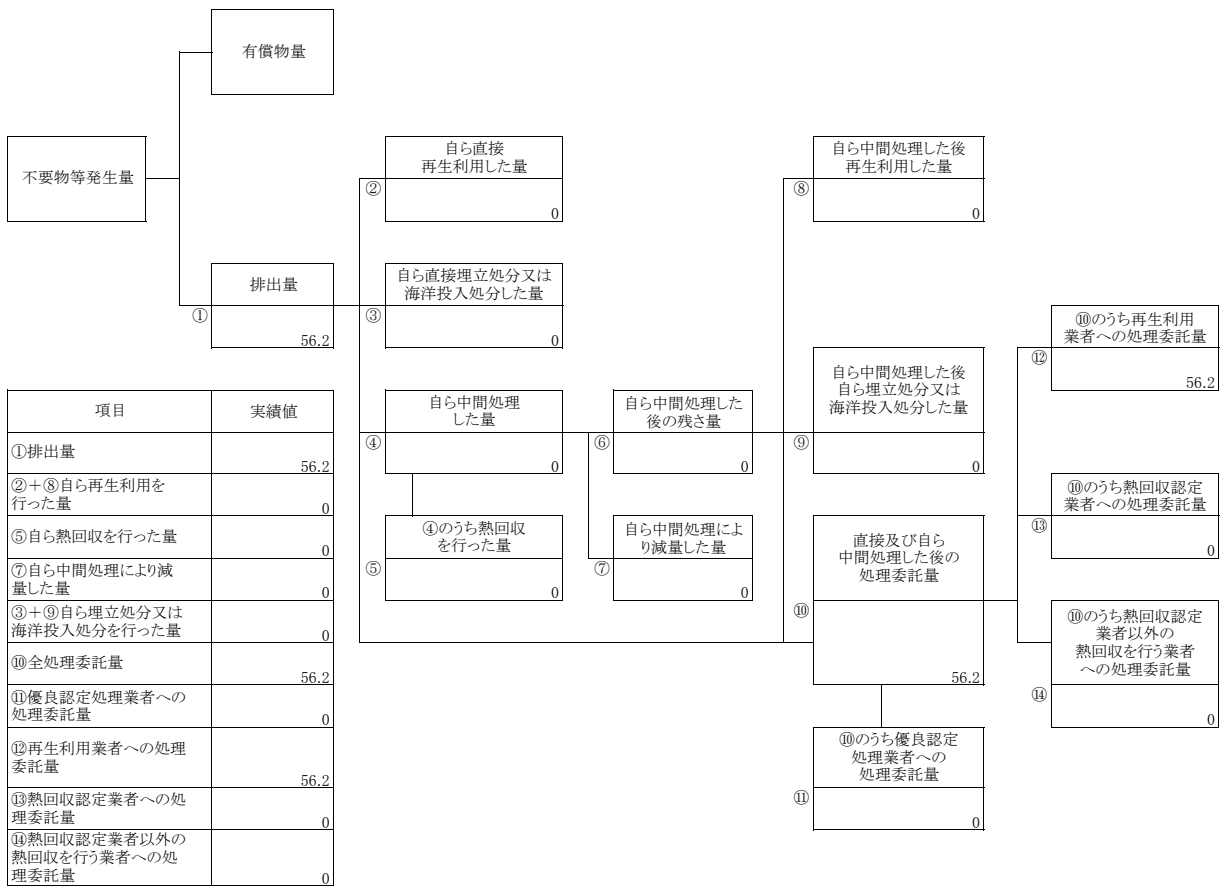 有償物量
不要物等発生量
自ら直接
再生利用した量
②
0
自ら中間処理した後
再生利用した量
⑧
0
排出量
①
56.2
自ら直接埋立処分又は
海洋投入処分した量
③
0
⑩のうち再生利用
業者への処理委託量
⑫
56.2
自ら中間処理
した量
④
0
自ら中間処理した
後の残さ量
⑥
0
自ら中間処理した後
自ら埋立処分又は
海洋投入処分した量
⑨
0
⑩のうち熱回収認定
業者への処理委託量
⑬
0
④のうち熱回収
を行った量
⑤
0
自ら中間処理によ
り減量した量
⑦
0
直接及び自ら
中間処理した後の
処理委託量
⑩
56.2
⑩のうち熱回収認定
業者以外の
熱回収を行う業者
への処理委託量
⑭
0
⑩のうち優良認定
処理業者への
処理委託量
⑪
0
項目 実績値
①排出量
56.2
②＋⑧自ら再生利用を
行った量
0
⑤自ら熱回収を行った量
0
⑦自ら中間処理により減
量した量
0
③＋⑨自ら埋立処分又は
海洋投入処分を行った量
0
⑩全処理委託量
56.2
⑪優良認定処理業者への
処理委託量
0
⑫再生利用業者への処理
委託量
56.2
⑬熱回収認定業者への処
理委託量
0
⑭熱回収認定業者以外の
熱回収を行う業者への処
理委託量
0